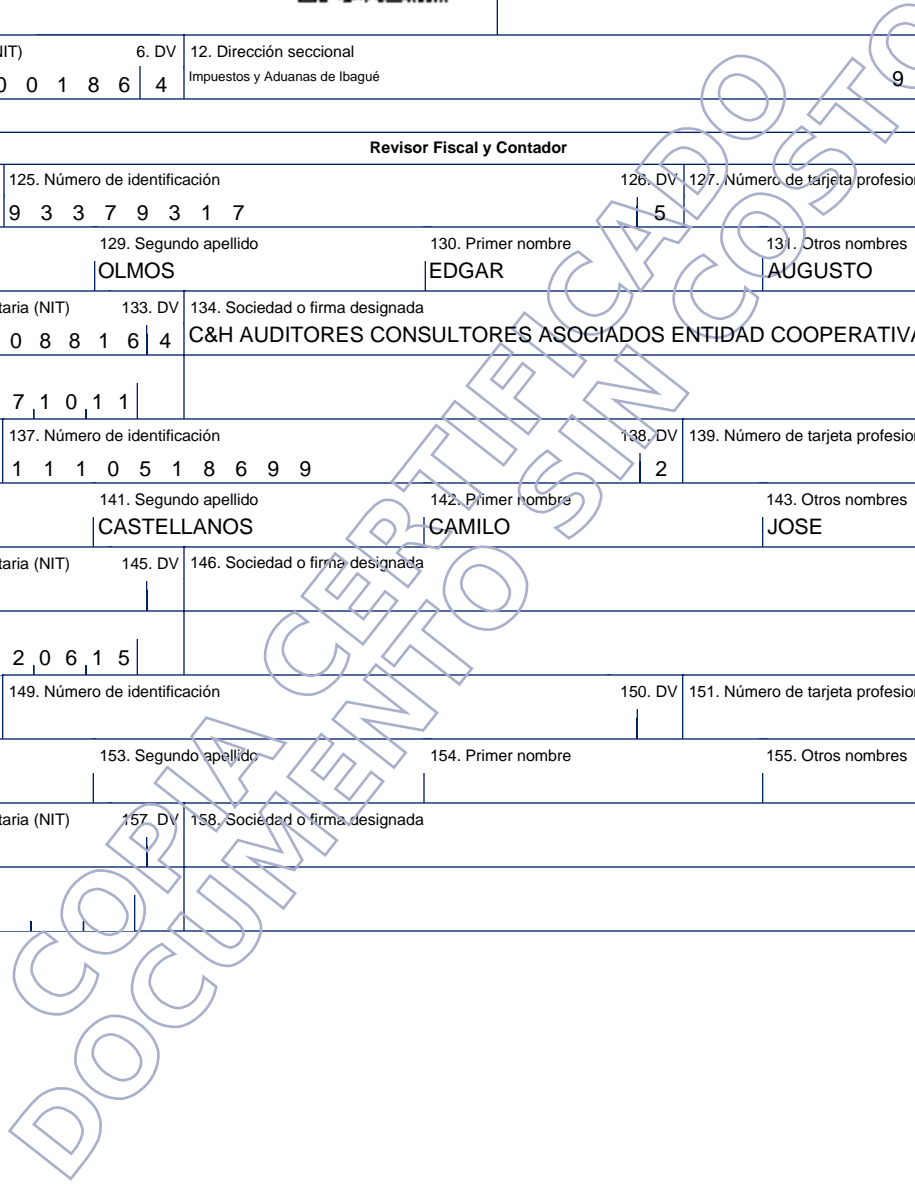 NIT) 6. DV 12. Dirección seccional
0 0 1 8 6 4 Impuestos y Aduanas de Ibagué 9
Revisor Fiscal y Contador
125. Número de identificación 126. DV 127. Número de tarjeta profesion
9 3 3 7 9 3 1 7 5
129. Segundo apellido 130. Primer nombre 131. Otros nombres
OLMOS EDGAR AUGUSTO
taria (NIT) 133. DV 134. Sociedad o firma designada
0 8 8 1 6 4 C&H AUDITORES CONSULTORES ASOCIADOS ENTIDAD COOPERATIVA
7 1 0 1 1
137. Número de identificación 138. DV 139. Número de tarjeta profesion
1 1 1 0 5 1 8 6 9 9 2
141. Segundo apellido 142. Primer nombre 143. Otros nombres
CASTELLANOS CAMILO JOSE
taria (NIT) 145. DV 146. Sociedad o firma designada
2 0 6 1 5
149. Número de identificación 150. DV 151. Número de tarjeta profesion
153. Segundo apellido 154. Primer nombre 155. Otros nombres
taria (NIT) 157. DV 158. Sociedad o firma designada
COPIA CERTIFICADO
DOCUMENTO SIN COSTO